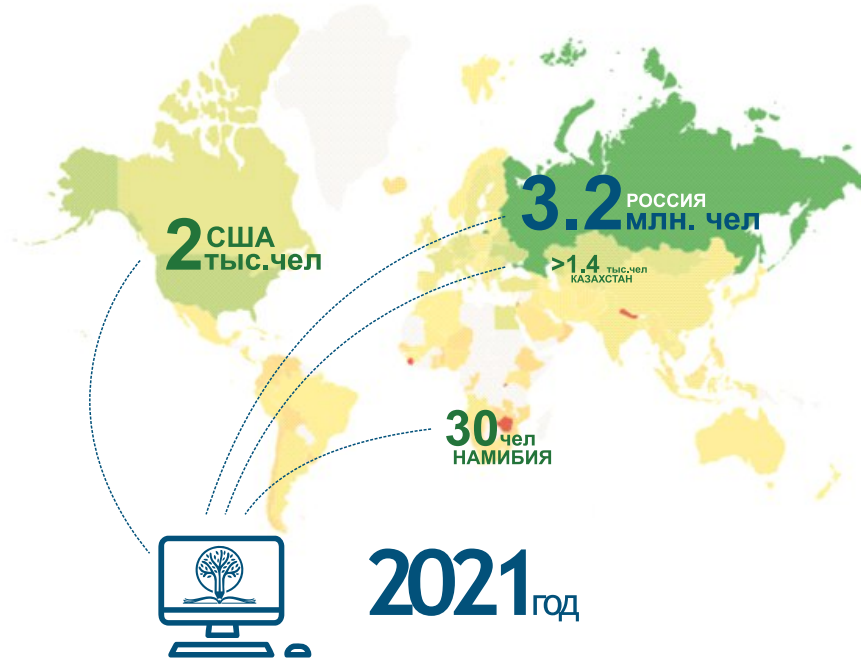 РОССИЯ
3.2 млн. чел
2 США
тыс.чел
>1.4 тыс.чел
КАЗАХСТАН
30 чел
НАМИБИЯ
2021 год